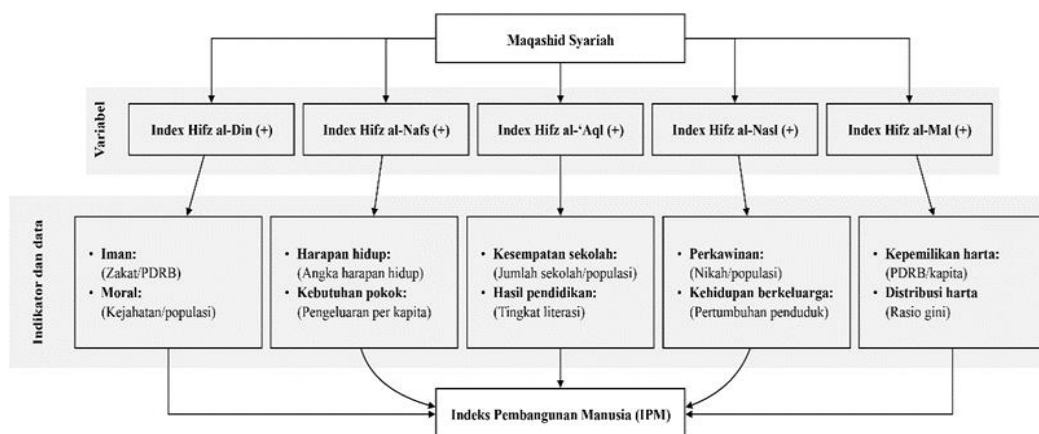 Maqashid Syariah
Variabel
Index Hifz al-Din (+)
Index Hifz al-Nafs (+)
Index Hifz al-‘Aql (+)
Index Hifz al-Nasl (+)
Index Hifz al-Mal (+)
Indikator dan data
• Iman:
(Zakat/PDRB)
• Moral:
(Kejahatan/populasi)
• Harapan hidup:
(Angka harapan hidup)
• Kebutuhan pokok:
(Pengeluaran per kapita)
• Kesempatan sekolah:
(Jumlah sekolah/populasi)
• Hasil pendidikan:
(Tingkat literasi)
• Perkawinan:
(Nikah/populasi)
• Kehidupan berkeluarga:
(Pertumbuhan penduduk)
• Kepemilikan harta:
(PDRB/kapita)
• Distribusi harta
(Rasio gini)
Indeks Pembangunan Manusia (IPM)